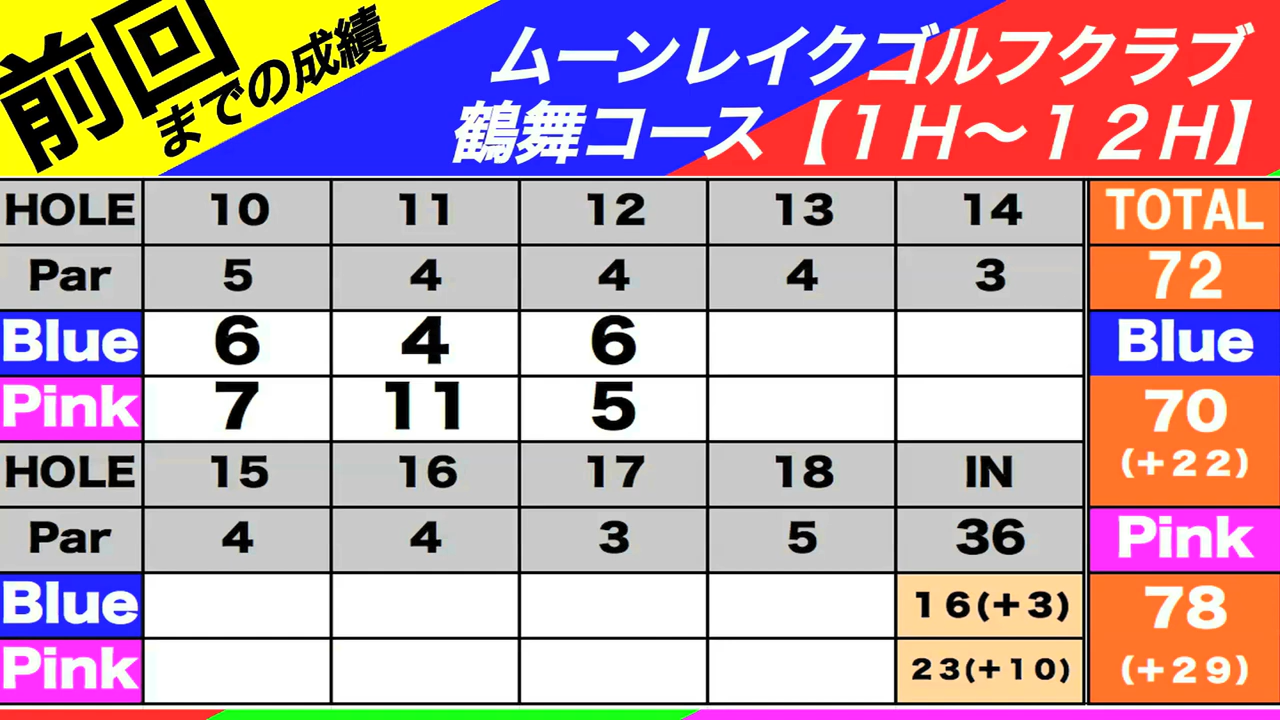 前回
までの成績
ムーンレイクゴルフクラブ
鶴舞コース【１Ｈ～１２Ｈ】
HOLE 10 11 12 13 14 TOTAL
Par 5 4 4 4 3 72
Blue 6 4 6 Blue
Pink 7 11 5 70
(＋２２)
HOLE 15 16 17 18 IN
Par 4 4 3 5 36 Pink
Blue １６(＋３) 78
Pink ２３(＋１０) (＋２９)